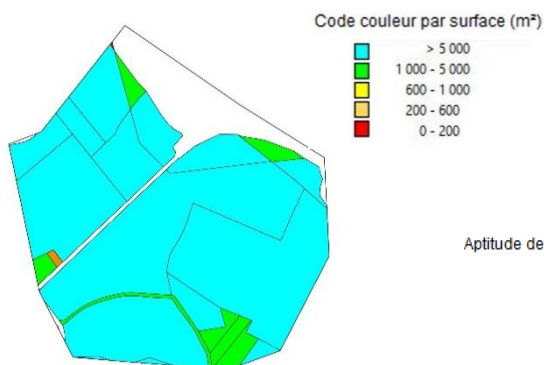 Code couleur par surface (m²)
> 5 000
1 000 - 5 000
600 - 1 000
200 - 600
0 - 200
Aptitude de